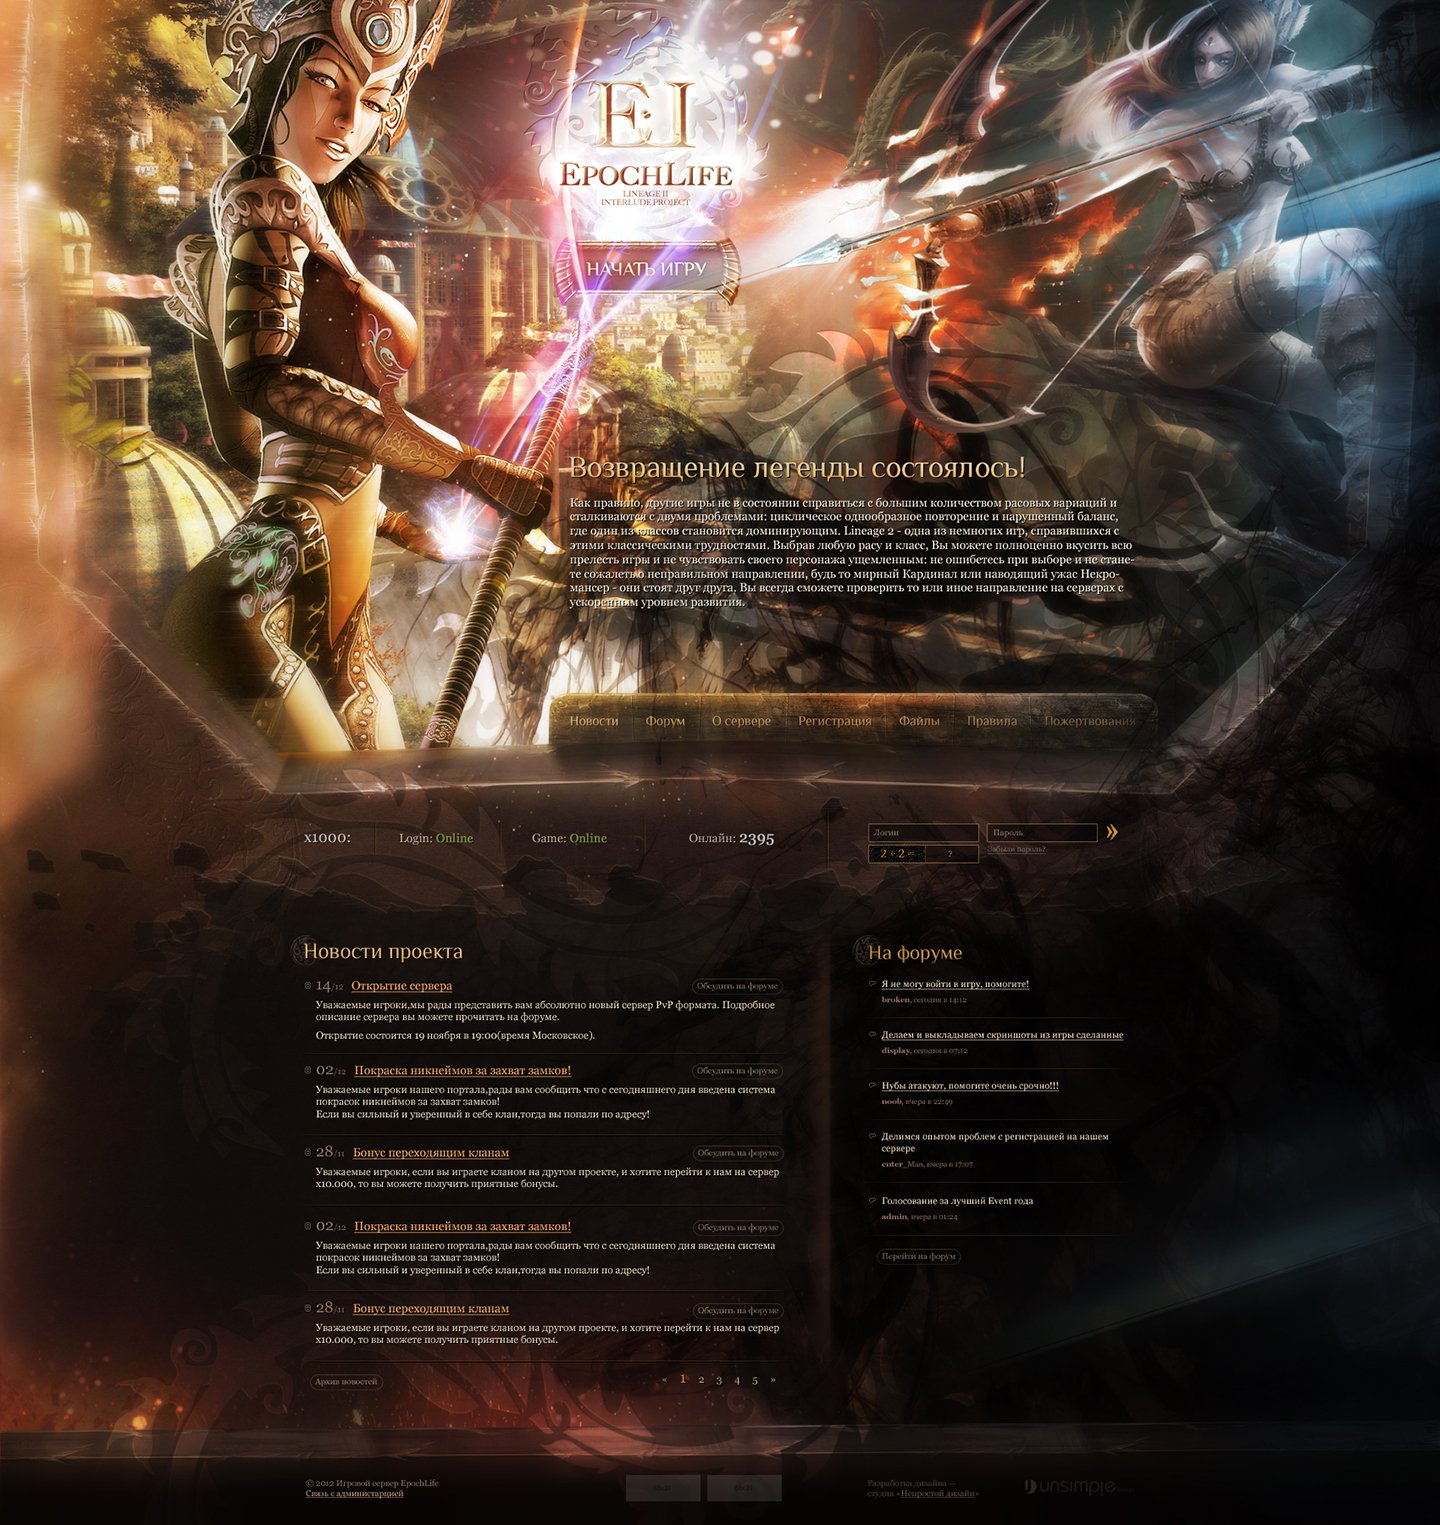 E I
EPOCHLIFE
LINEAGE II
INTERLUDE PROJECT
НАЧАТЬ ИГРУ
Возвращение легенды состоялось!
Как правило, другие игры не в состоянии справиться с большим количеством расовых вариаций и
сталкиваются с двумя проблемами: циклическое однообразное повторение и нарушенный баланс,
где один из классов становится доминирующим. Lineage 2 - одна из немногих игр, справившихся с
этими классическими трудностями. Выбрав любую расу и класс, Вы можете полноценно вкусить всю
прелесть игры и не чувствовать своего персонажа ущемленным: не ошибетесь при выборе и не стане-
те сожалеть о неправильном направлении, будь то мирный Кардинал или наводящий ужас Некро-
мансер - они стоят друг друга. Вы всегда сможете проверить то или иное направление на серверах с
ускоренным уровнем развития.
Новости Форум О сервере Регистрация Файлы Правила Пожертвования
x1000: Login: Online Game: Online Онлайн: 2395
Логин Пароль »
2 + 2 = ? Забыли пароль?
Новости проекта
14/12 Открытие сервера Обсудить на форуме
Уважаемые игроки,мы рады представить вам абсолютно новый сервер PvP формата. Подробное
описание сервера вы можете прочитать на форуме.
Открытие состоится 19 ноября в 19:00(время Московское).
02/12 Покраска никнеймов за захват замков! Обсудить на форуме
Уважаемые игроки нашего портала,рады вам сообщить что с сегодняшнего дня введена система
покрасок никнеймов за захват замков!
Если вы сильный и уверенный в себе клан,тогда вы попали по адресу!
28/11 Бонус переходящим кланам Обсудить на форуме
Уважаемые игроки, если вы играете кланом на другом проекте, и хотите перейти к нам на сервер
x10.000, то вы можете получить приятные бонусы.
02/12 Покраска никнеймов за захват замков! Обсудить на форуме
Уважаемые игроки нашего портала,рады вам сообщить что с сегодняшнего дня введена система
покрасок никнеймов за захват замков!
Если вы сильный и уверенный в себе клан,тогда вы попали по адресу!
28/11 Бонус переходящим кланам Обсудить на форуме
Уважаемые игроки, если вы играете кланом на другом проекте, и хотите перейти к нам на сервер
x10.000, то вы можете получить приятные бонусы.
Архив новостей « 1 2 3 4 5 »
На форуме
Я не могу войти в игру, помогите!
broken, сегодня в 14:12
Делаем и выкладываем скриншоты из игры сделанные
display, сегодня в 07:12
Нубы атакуют, помогите очень срочно!!!
noob, вчера в 22:49
Делимся опытом проблем с регистрацией на нашем
сервере
enter_Man, вчера в 17:07
Голосование за лучший Event года
admin, вчера в 01:24
Перейти на форум
© 2012 Игровой сервер EpochLife
Связь с администарцией
Разработка дизайна —
студия «Непростой дизайн»
unsimple